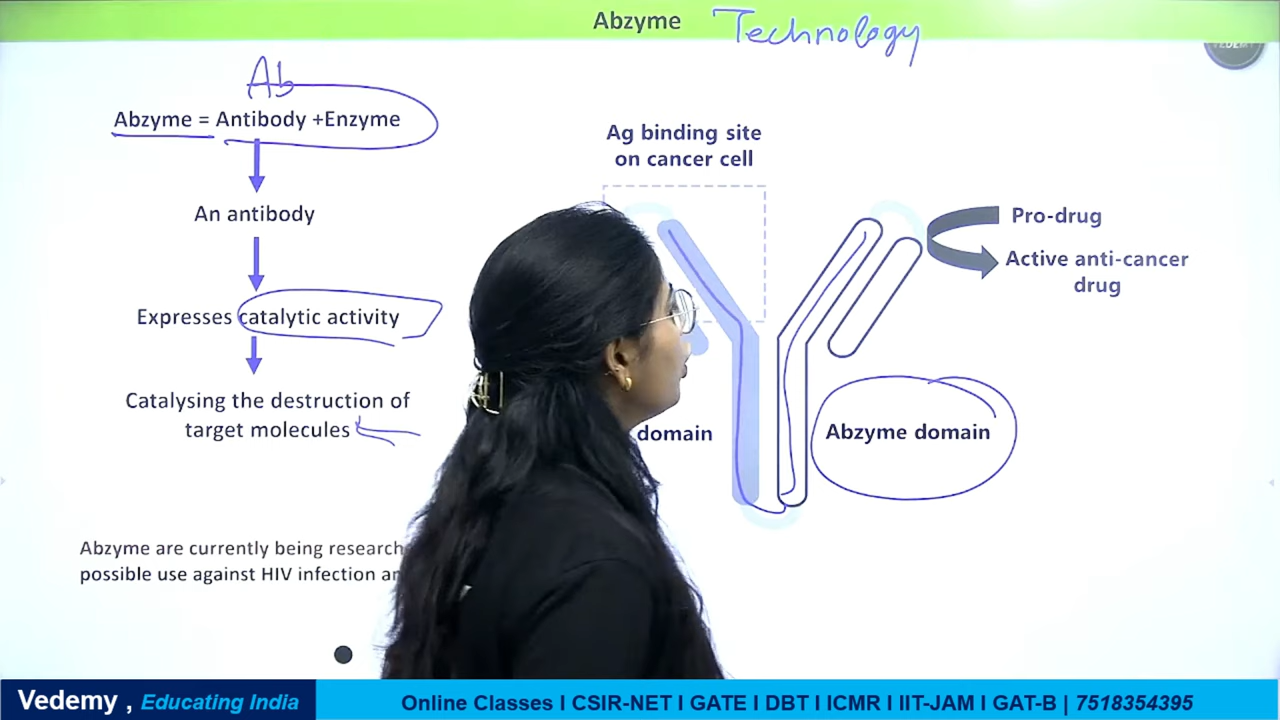 Abzyme Technology
VEDEMY
Ab
Abzyme = Antibody +Enzyme
An antibody
Expresses catalytic activity
Catalysing the destruction of
target molecules
Abzyme are currently being research
possible use against HIV infection an
Ag binding site
on cancer cell
Pro-drug
Active anti-cancer
drug
domain
Abzyme domain
Vedemy , Educating India
Online Classes I CSIR-NET I GATE I DBT I ICMR I IIT-JAM I GAT-B | 7518354395